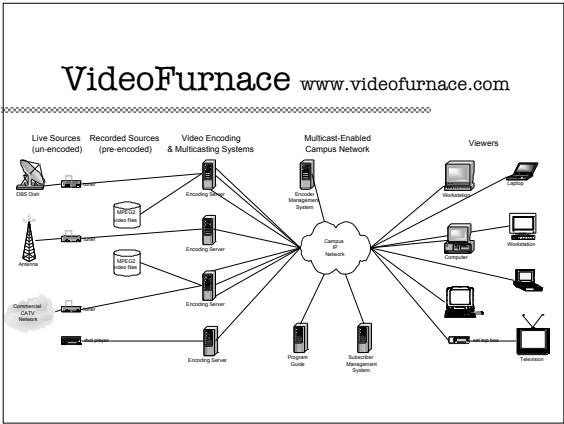 VideoFurnace www.videofurnace.com
Live Sources
(un-encoded)
Recorded Sources
(pre-encoded)
Video Encoding
& Multicasting Systems
Multicast-Enabled
Campus Network
Viewers
DBS Dish
tuner
MPEG2
video files
Encoding Server
Encoder
Management
System
Workstation
Laptop
Antenna
tuner
Encoding Server
Campus
IP
Network
Computer
Workstation
MPEG2
video files
Commercial
CATV
Network
tuner
Encoding Server
dvd player
Encoding Server
Program
Guide
Subscriber
Management
System
set top box
Television